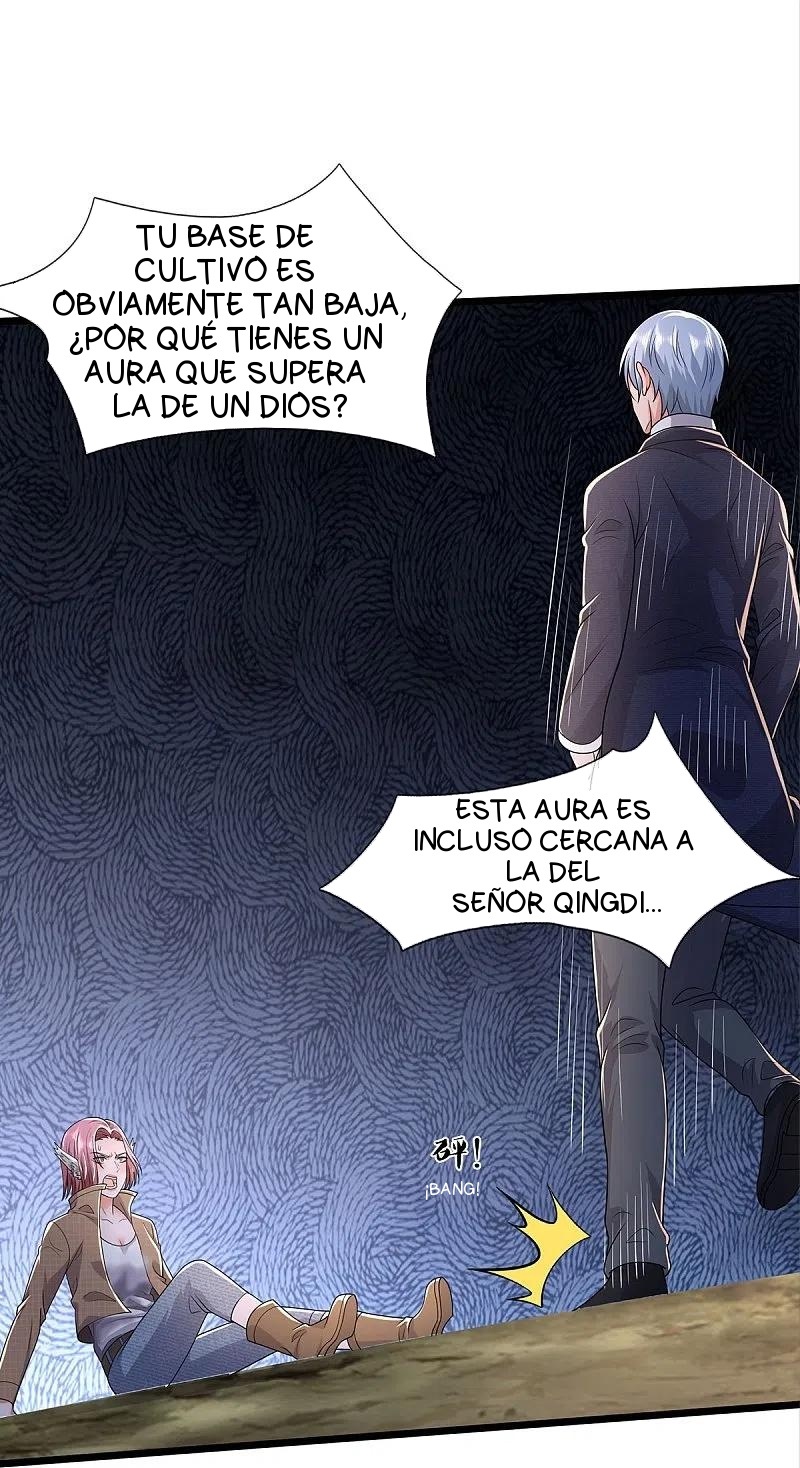 TU BASE DE
CULTIVO ES
OBVIAMENTE TAN BAJA,
¿POR QUÉ TIENES UN
AURA QUE SUPERA
LA DE UN DIOS?
ESTA AURA ES
INCLUSO CERCANA A
LA DEL
SEÑOR QINGDI...
砰!
¡BANG!